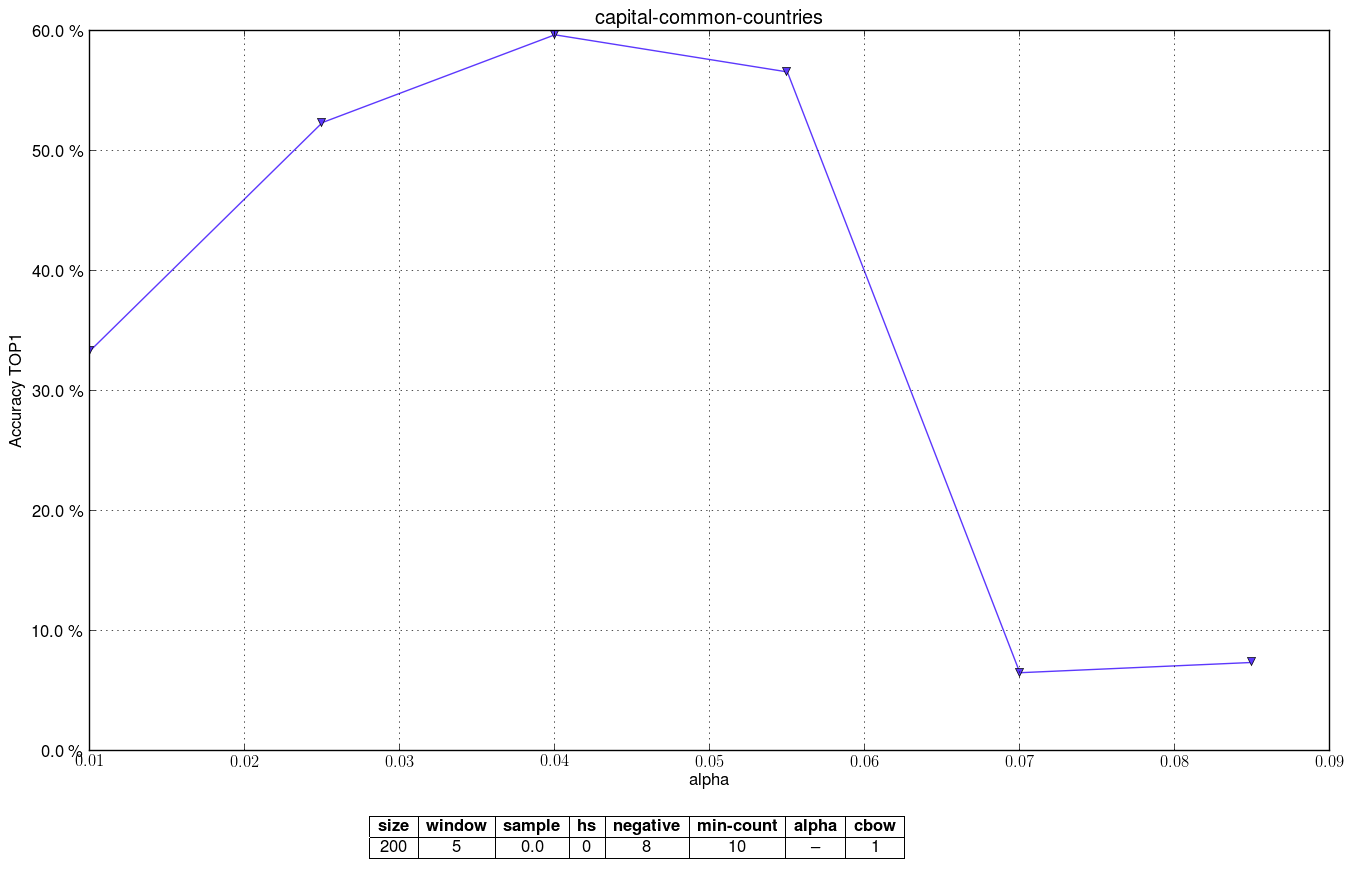 capital-common-countries
60.0 %
50.0 %
40.0 %
30.0 %
20.0 %
10.0 %
0.0 %
Accuracy TOP1
0.01 0.02 0.03 0.04 0.05 0.06 0.07 0.08 0.09
alpha
size window sample hs negative min-count alpha cbow
200 5 0.0 0 8 10 – 1